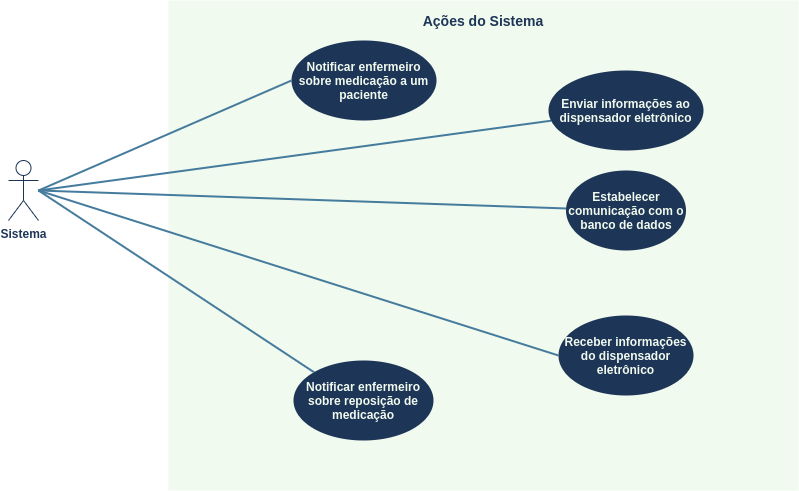 Ações do Sistema
Notificar enfermeiro
sobre medicação a um
paciente
Enviar informações ao
dispensador eletrônico
Estabelecer
comunicação com o
banco de dados
Sistema
Receber informações
do dispensador
eletrônico
Notificar enfermeiro
sobre reposição de
medicação